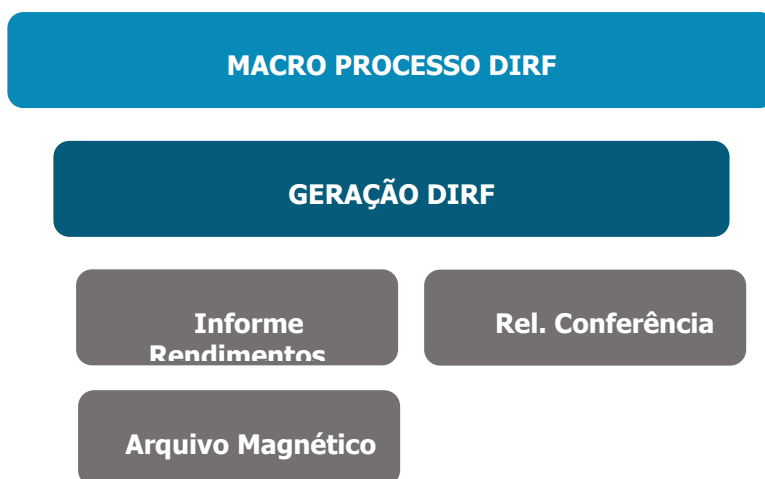 MACRO PROCESSO DIRF
GERAÇÃO DIRF
Informe
Rendimentos
Rel. Conferência
Arquivo Magnético